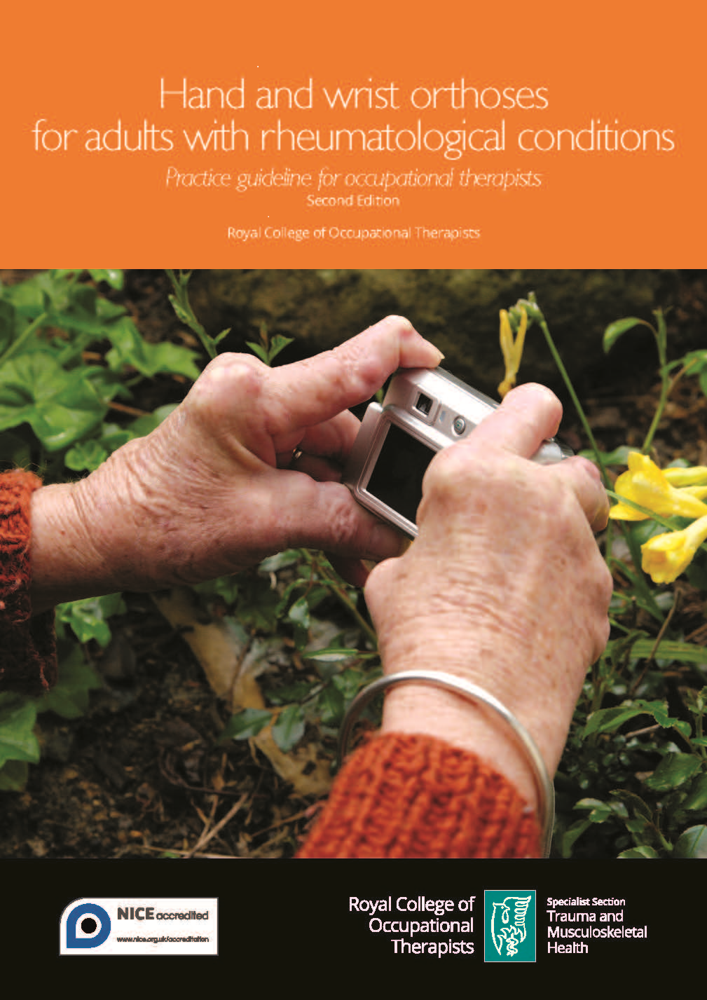 Hand and wrist orthoses
for adults with rheumatological conditions
Practice guideline for occupational therapists
Second Edition
Royal College of Occupational Therapists
NICE accredited
www.nice.org.uk/accreditation
Royal College of
Occupational
Therapists
Specialist Section
Trauma and
Musculoskeletal
Health